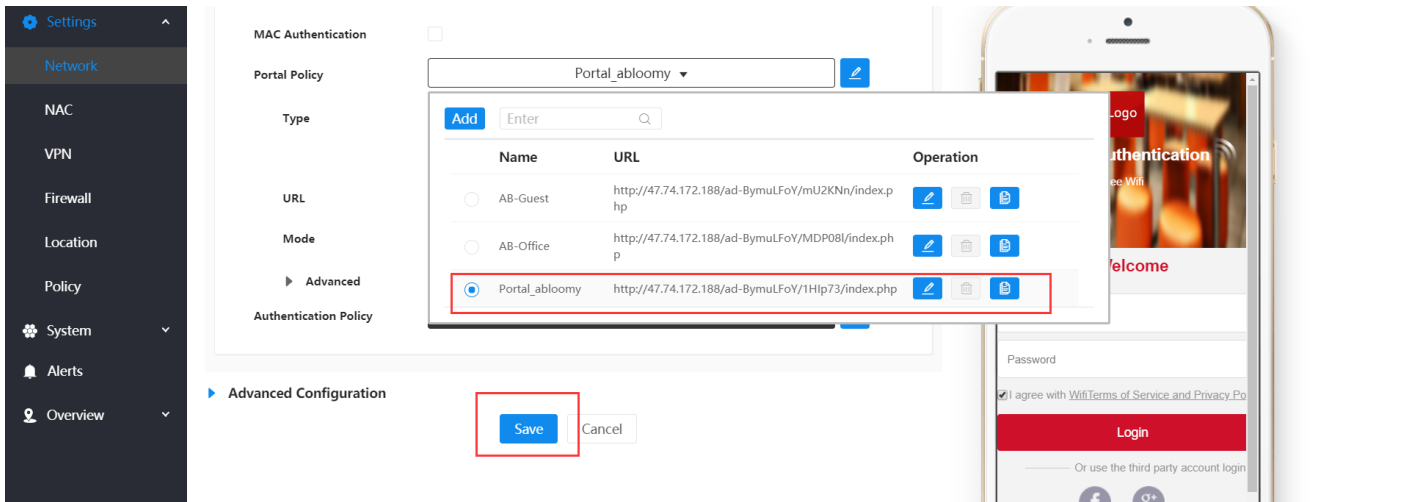 Settings
Network
NAC
VPN
Firewall
Location
Policy
System
Alerts
Overview
MAC Authentication
Portal Policy
Portal_abloomy
Type
URL
Mode
Advanced
Authentication Policy
Add
Enter
Name URL Operation
AB-Guest http://47.74.172.188/ad-BymuLFoY/mU2KNn/index.p
hp
AB-Office http://47.74.172.188/ad-BymuLFoY/MDP08l/index.ph
p
Portal_abloomy http://47.74.172.188/ad-BymuLFoY/1HIp73/index.php
Advanced Configuration
Save Cancel
Logo
uthentication
ee Wifi
elcome
Password
I agree with WifiTerms of Service and Privacy Po
Login
Or use the third party account login
f g+